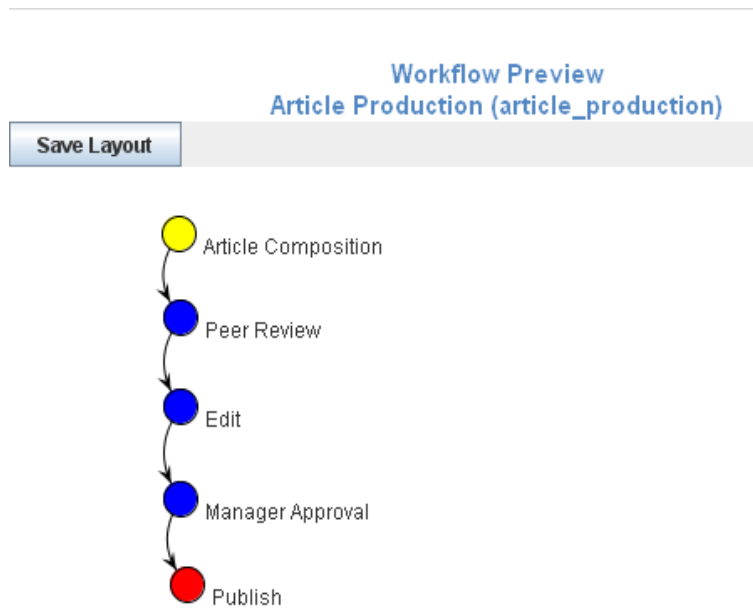 Workflow Preview
Article Production (article_production)
Save Layout
Article Composition
Peer Review
Edit
Manager Approval
Publish